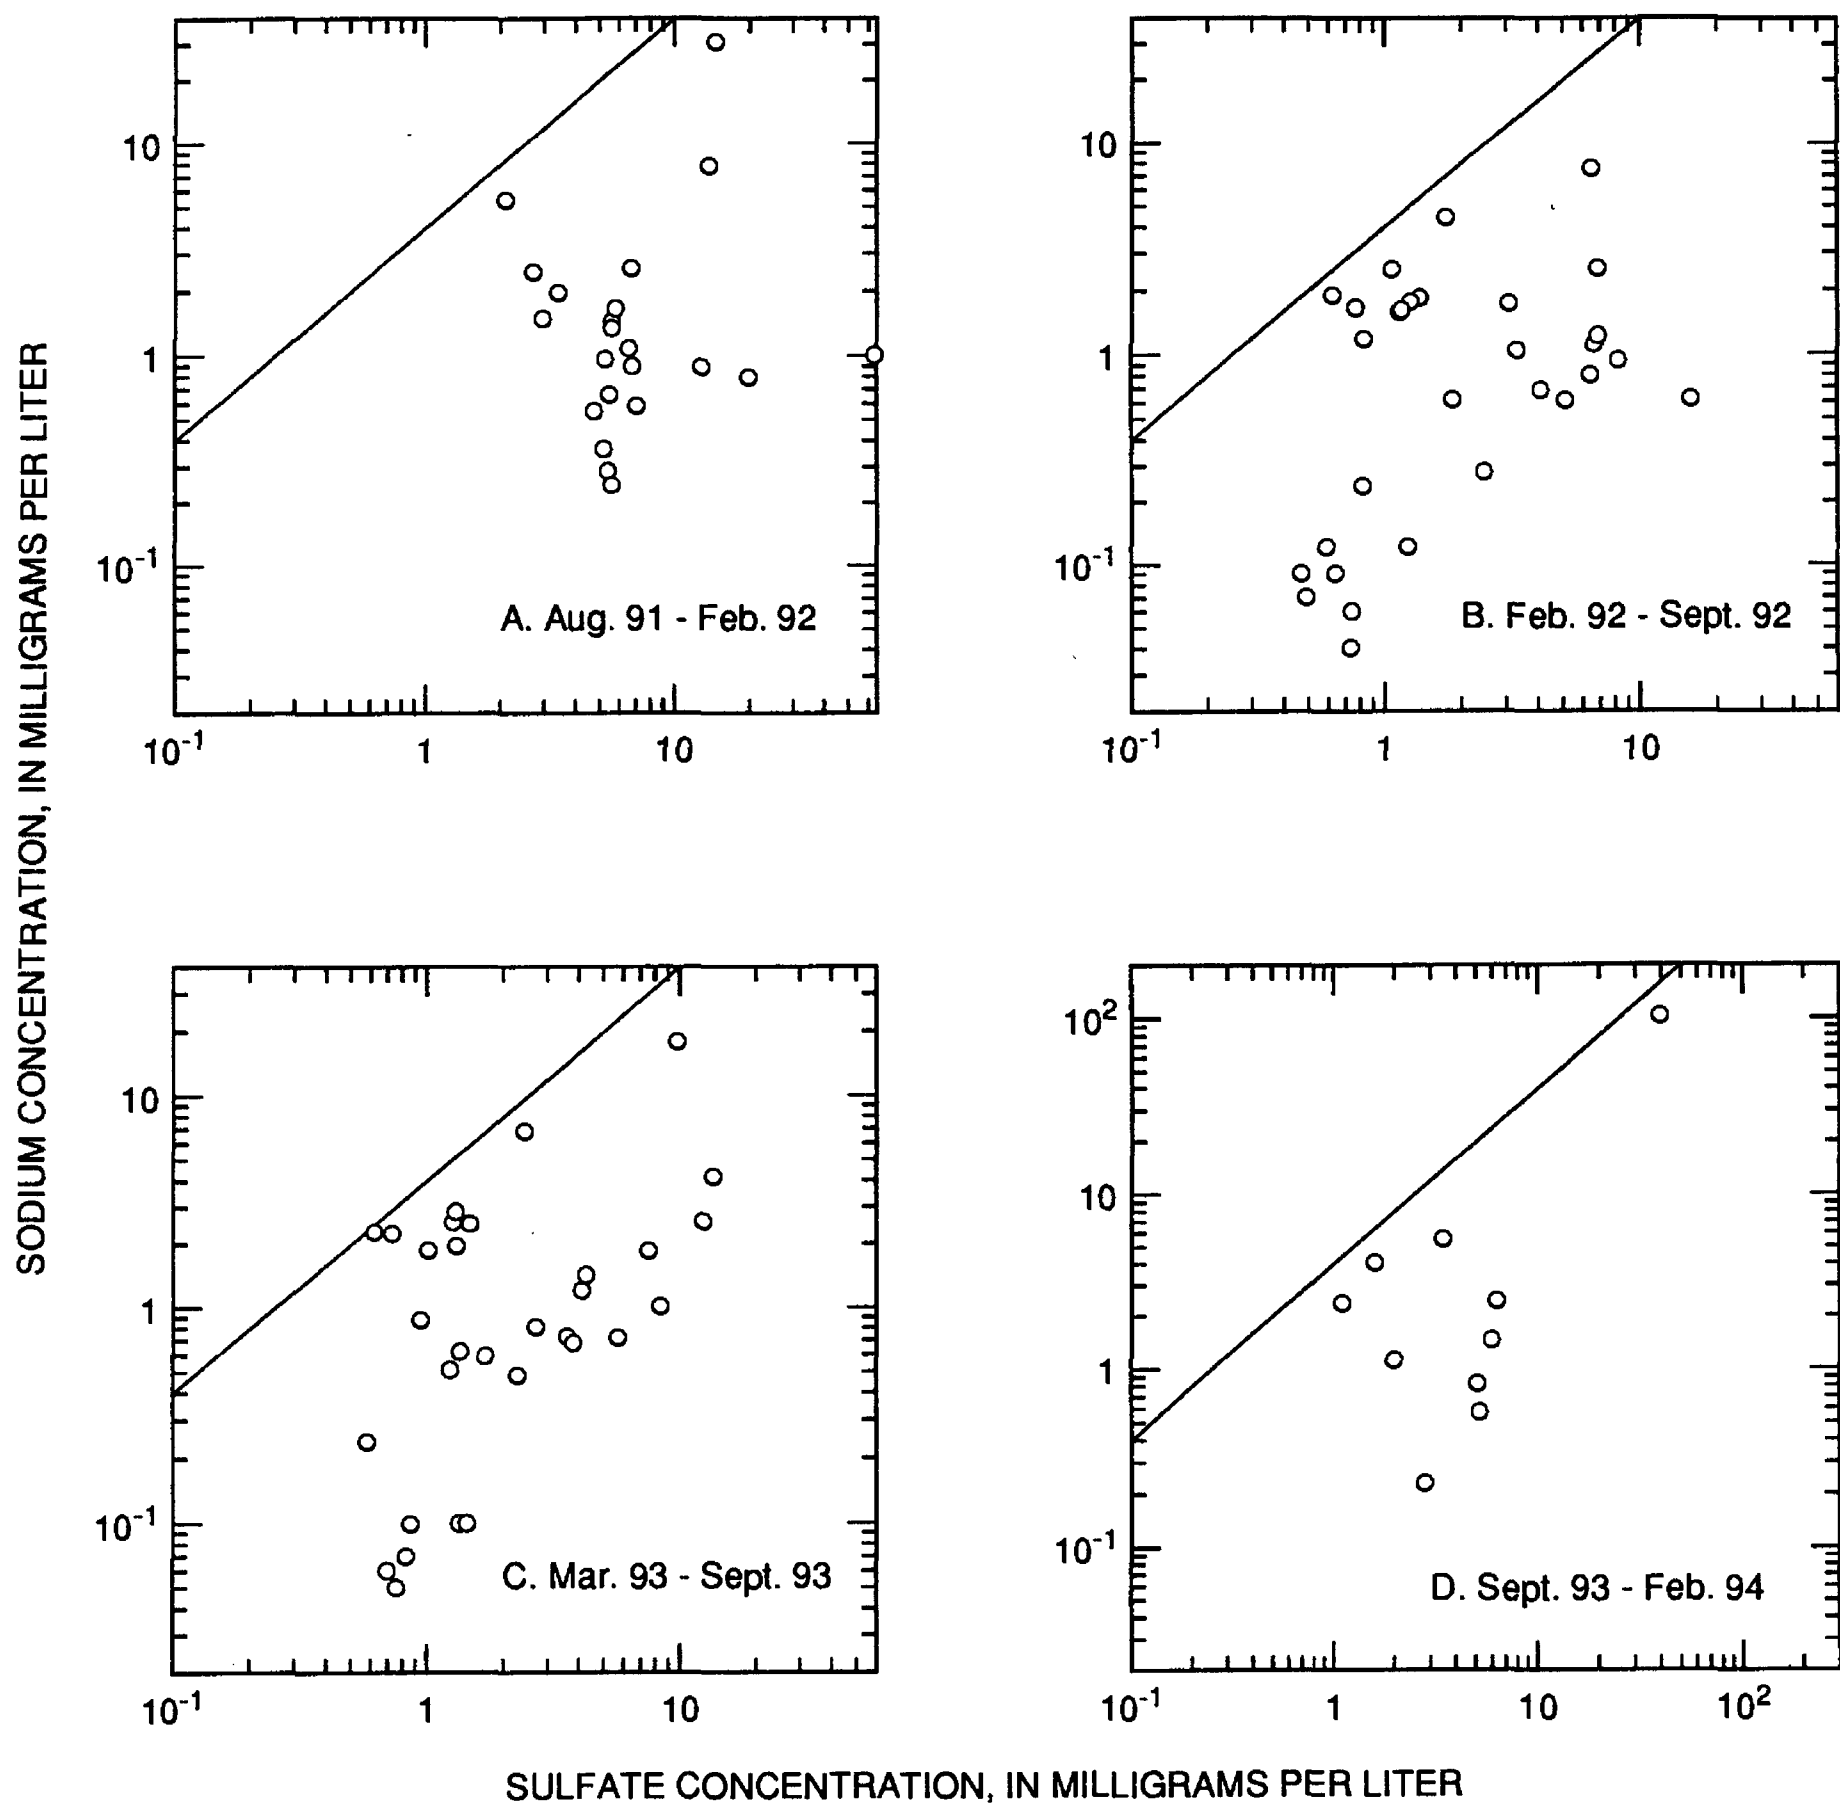 SODIUM CONCENTRATION, IN MILLIGRAMS PER LITER
10
1
10⁻¹
A. Aug. 91 - Feb. 92
10⁻¹ 1 10
10
1
10⁻¹
B. Feb. 92 - Sept. 92
10⁻¹ 1 10
10
1
10⁻¹
C. Mar. 93 - Sept. 93
10⁻¹ 1 10
10²
10
1
10⁻¹
D. Sept. 93 - Feb. 94
10⁻¹ 1 10 10²
SULFATE CONCENTRATION, IN MILLIGRAMS PER LITER